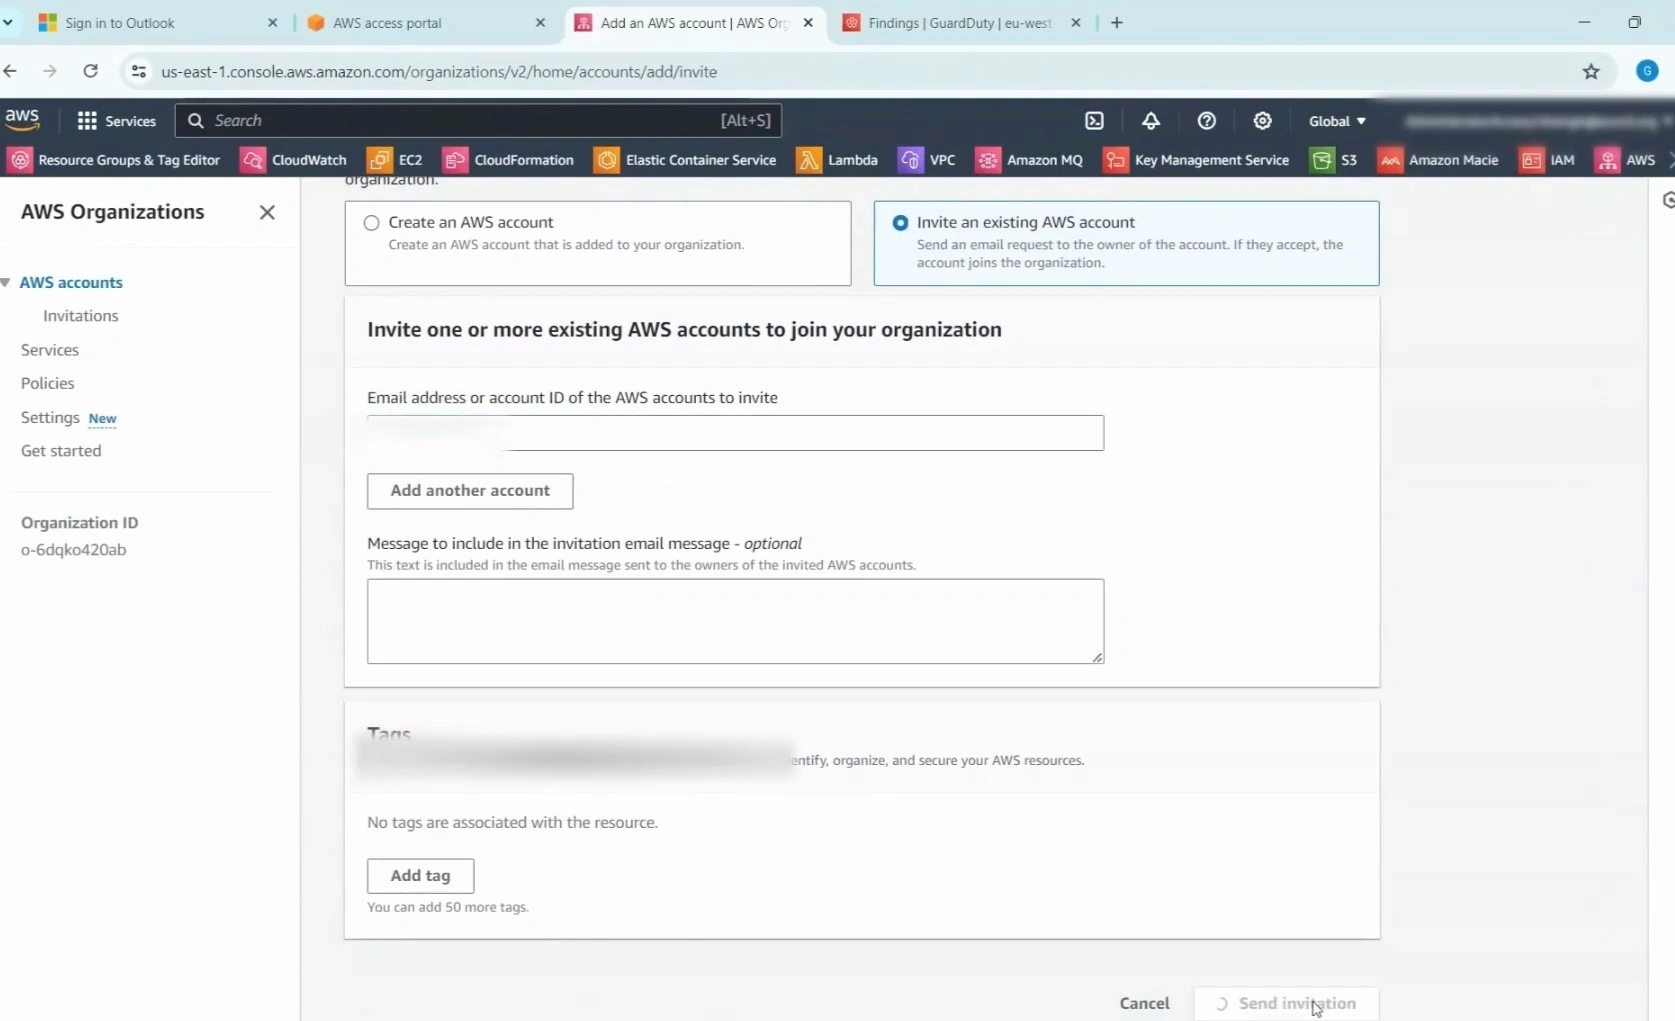 Sign in to Outlook
AWS access portal
Add an AWS account | AWS Org
Findings | GuardDuty | eu-west
us-east-1.console.aws.amazon.com/organizations/v2/home/accounts/add/invite
G
aws
Services
Search
[Alt+S]
Global
Resource Groups & Tag Editor
CloudWatch
EC2
CloudFormation
Elastic Container Service
Lambda
VPC
Amazon MQ
Key Management Service
S3
Amazon Macie
IAM
AWS
organization.
AWS Organizations
AWS accounts
Invitations
Services
Policies
Settings New
Get started
Organization ID
o-6dqko420ab
Create an AWS account
Create an AWS account that is added to your organization.
Invite an existing AWS account
Send an email request to the owner of the account. If they accept, the
account joins the organization.
Invite one or more existing AWS accounts to join your organization
Email address or account ID of the AWS accounts to invite
Add another account
Message to include in the invitation email message - optional
This text is included in the email message sent to the owners of the invited AWS accounts.
Tags
entify, organize, and secure your AWS resources.
No tags are associated with the resource.
Add tag
You can add 50 more tags.
Cancel
Send invitation